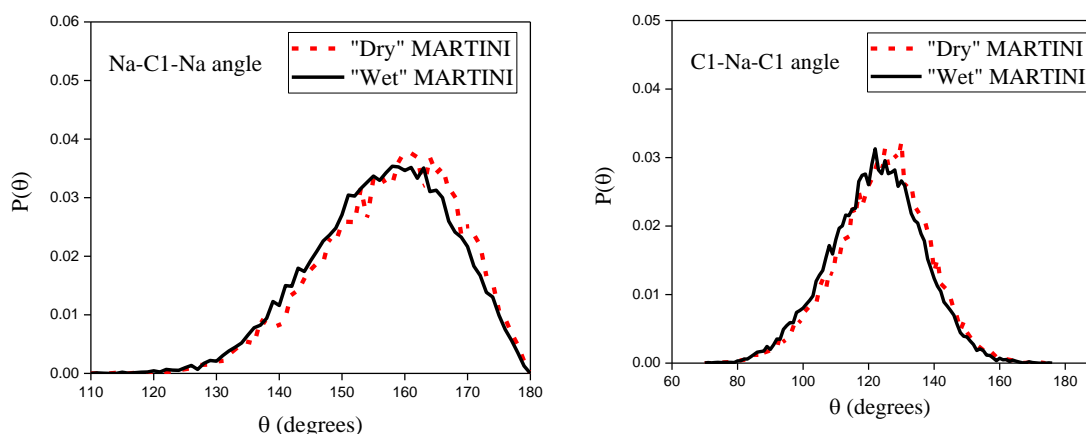 0.06
0.05
0.04
0.03
0.02
0.01
0.00
P(θ)
Na-C1-Na angle
"Dry" MARTINI
"Wet" MARTINI
110 120 130 140 150 160 170 180
θ (degrees)
0.05
0.04
0.03
0.02
0.01
0.00
P(θ)
C1-Na-C1 angle
"Dry" MARTINI
"Wet" MARTINI
60 80 100 120 140 160 180
θ (degrees)